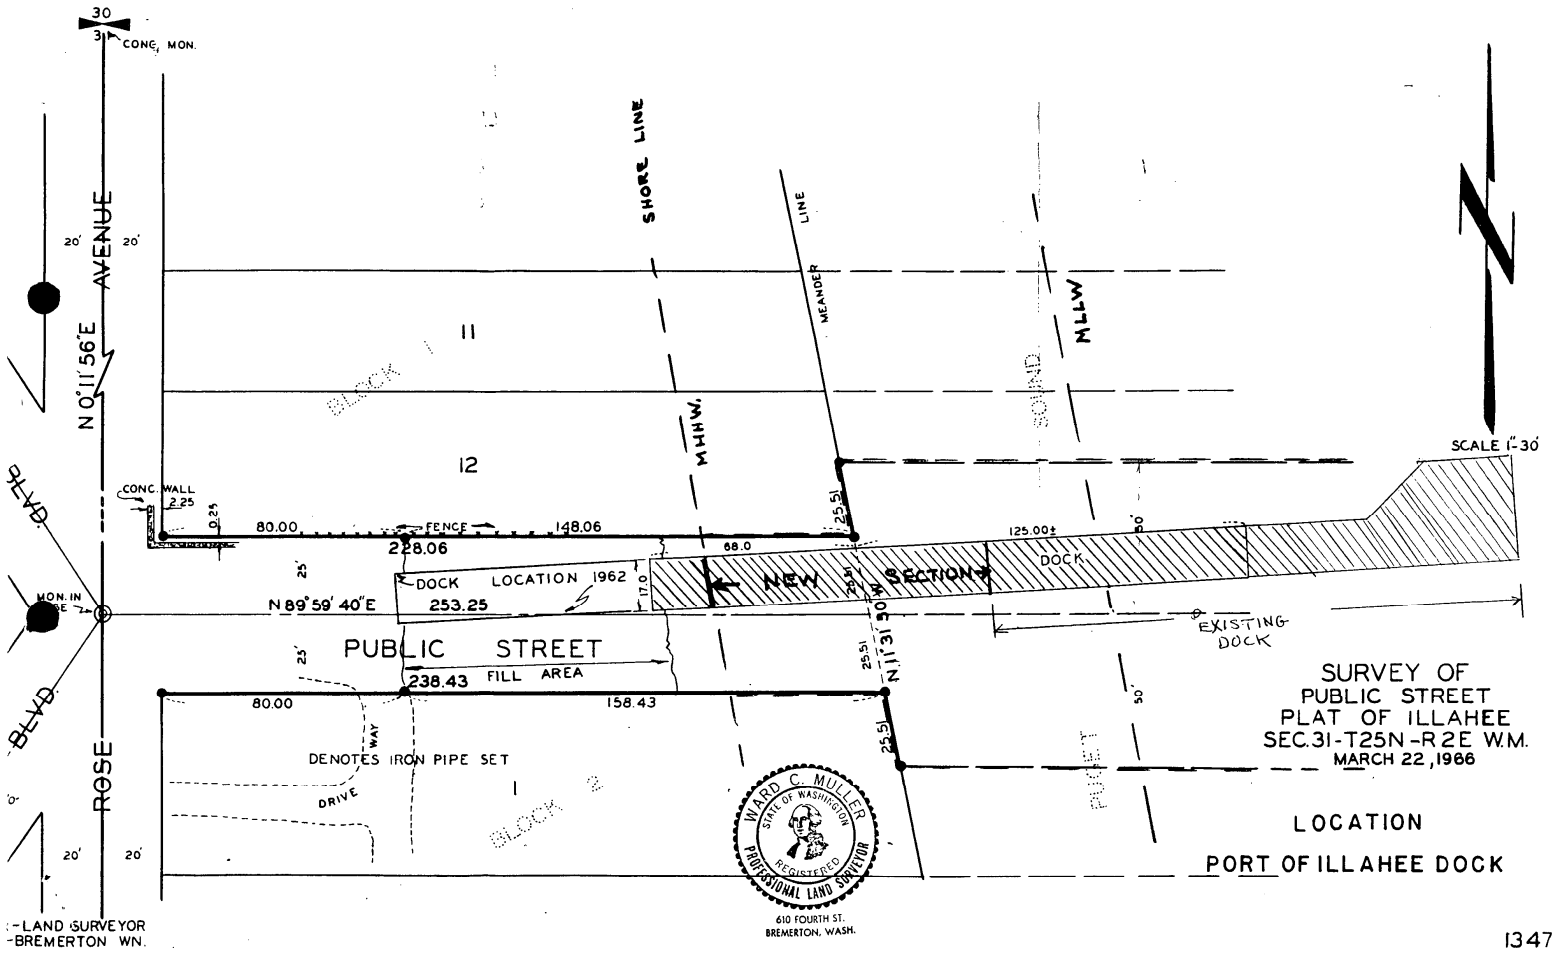 30
31
CONC. MON.
SHORE LINE
MEANDER LINE
20' 20'
AVENUE
N 0° 11' 56" E
11
BLOCK 1
MHHW.
MLLW
SOUND
SCALE 1"-30'
12
BLVD.
CONC. WALL
2.25
0.25
80.00
FENCE
148.06
228.06
25.51
68.0
125.00±
50'
25'
DOCK LOCATION 1962
17.0
NEW SECTION
DOCK
MON. IN
N 89° 59' 40" E
253.25
25.51
N 11° 31' 50" W
EXISTING
DOCK
25'
PUBLIC STREET
FILL AREA
25.51
238.43
80.00
158.43
50'
25.51
BLVD.
ROSE
WAY
DRIVE
DENOTES IRON PIPE SET
1
BLOCK 2
PUGET
SURVEY OF
PUBLIC STREET
PLAT OF ILLAHEE
SEC. 31-T25N-R2E W.M.
MARCH 22, 1966
LOCATION
PORT OF ILLAHEE DOCK
WARD C. MULLER
STATE OF WASHINGTON
REGISTERED
PROFESSIONAL LAND SURVEYOR
610 FOURTH ST.
BREMERTON, WASH.
20' 20'
-LAND SURVEYOR
-BREMERTON WN.
1347